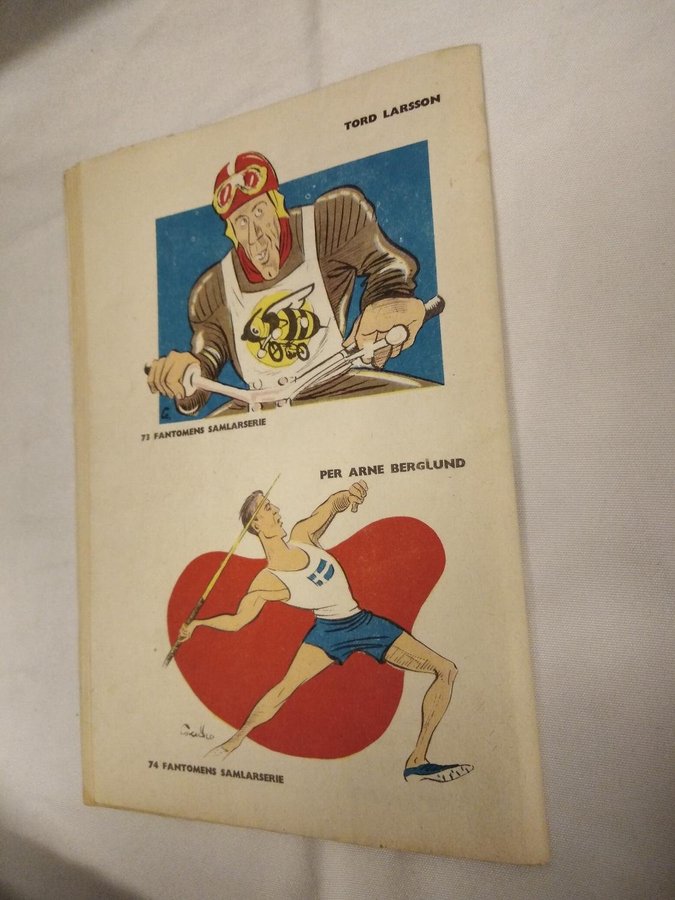 TORD LARSSON
G.
73 FANTOMENS SAMLARSERIE
PER ARNE BERGLUND
74 FANTOMENS SAMLARSERIE